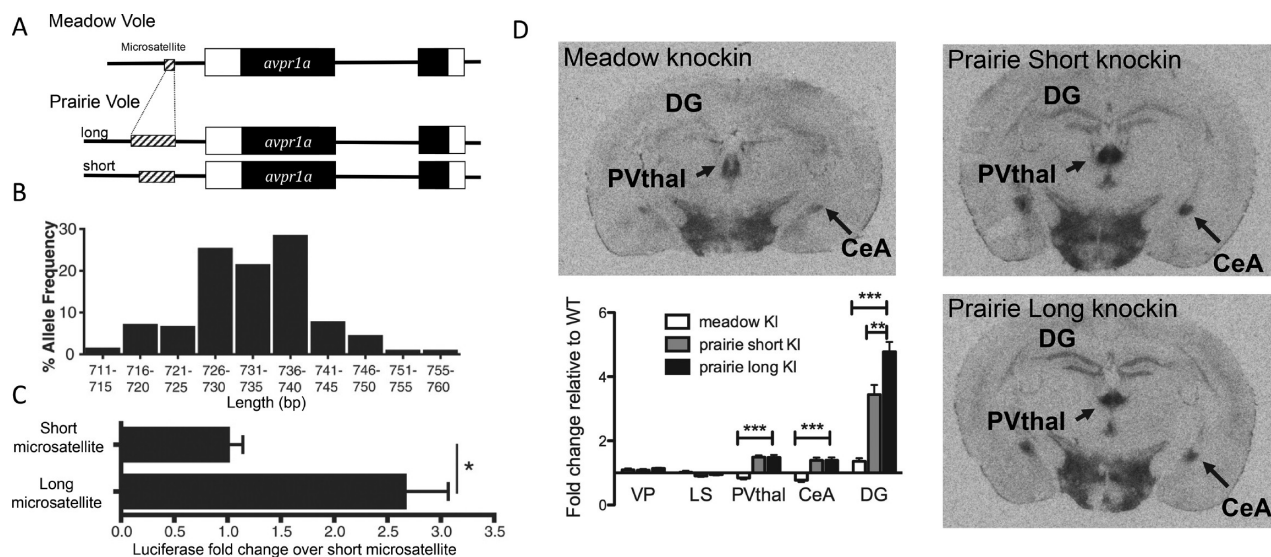 A
Meadow Vole
Microsatellite
avpr1a
Prairie Vole
long
avpr1a
short
avpr1a
B
% Allele Frequency
30
20
10
0
711-
715
716-
720
721-
725
726-
730
731-
735
736-
740
741-
745
746-
750
751-
755
755-
760
Length (bp)
C
Short
microsatellite
Long
microsatellite
*
0.0 0.5 1.0 1.5 2.0 2.5 3.0 3.5
Luciferase fold change over short microsatellite
D
Meadow knockin
DG
PVthal
CeA
Prairie Short knockin
DG
PVthal
CeA
Fold change relative to WT
6
4
2
0
meadow KI
prairie short KI
prairie long KI
***
***
***
**
VP LS PVthal CeA DG
Prairie Long knockin
DG
PVthal
CeA